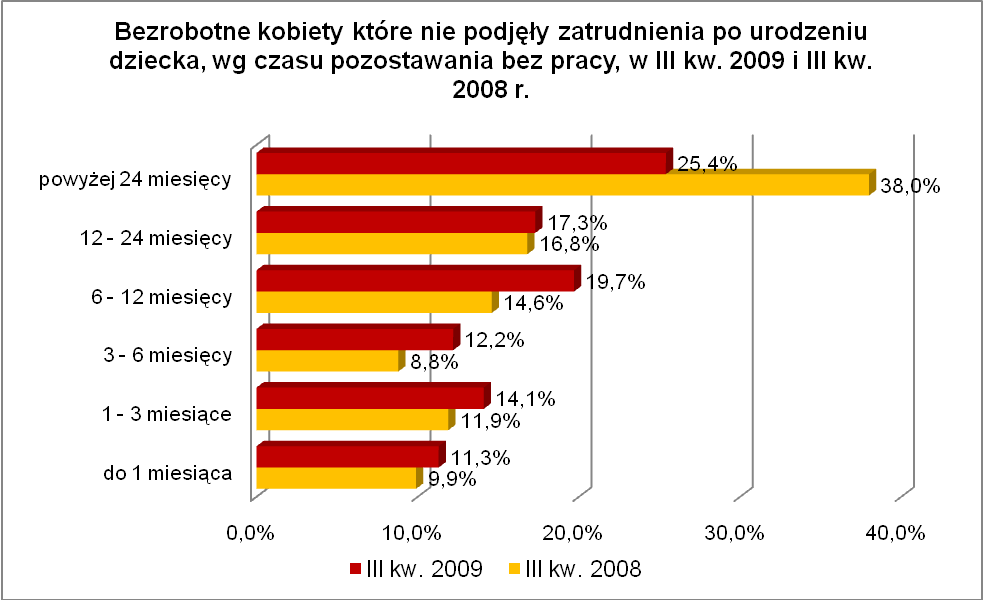 Bezrobotne kobiety które nie podjęły zatrudnienia po urodzeniu
dziecka, wg czasu pozostawania bez pracy, w III kw. 2009 i III kw.
2008 r.
powyżej 24 miesięcy
25,4%
38,0%
12 - 24 miesięcy
17,3%
16,8%
6 - 12 miesięcy
19,7%
14,6%
3 - 6 miesięcy
12,2%
8,8%
1 - 3 miesiące
14,1%
11,9%
do 1 miesiąca
11,3%
9,9%
0,0% 10,0% 20,0% 30,0% 40,0%
III kw. 2009 III kw. 2008